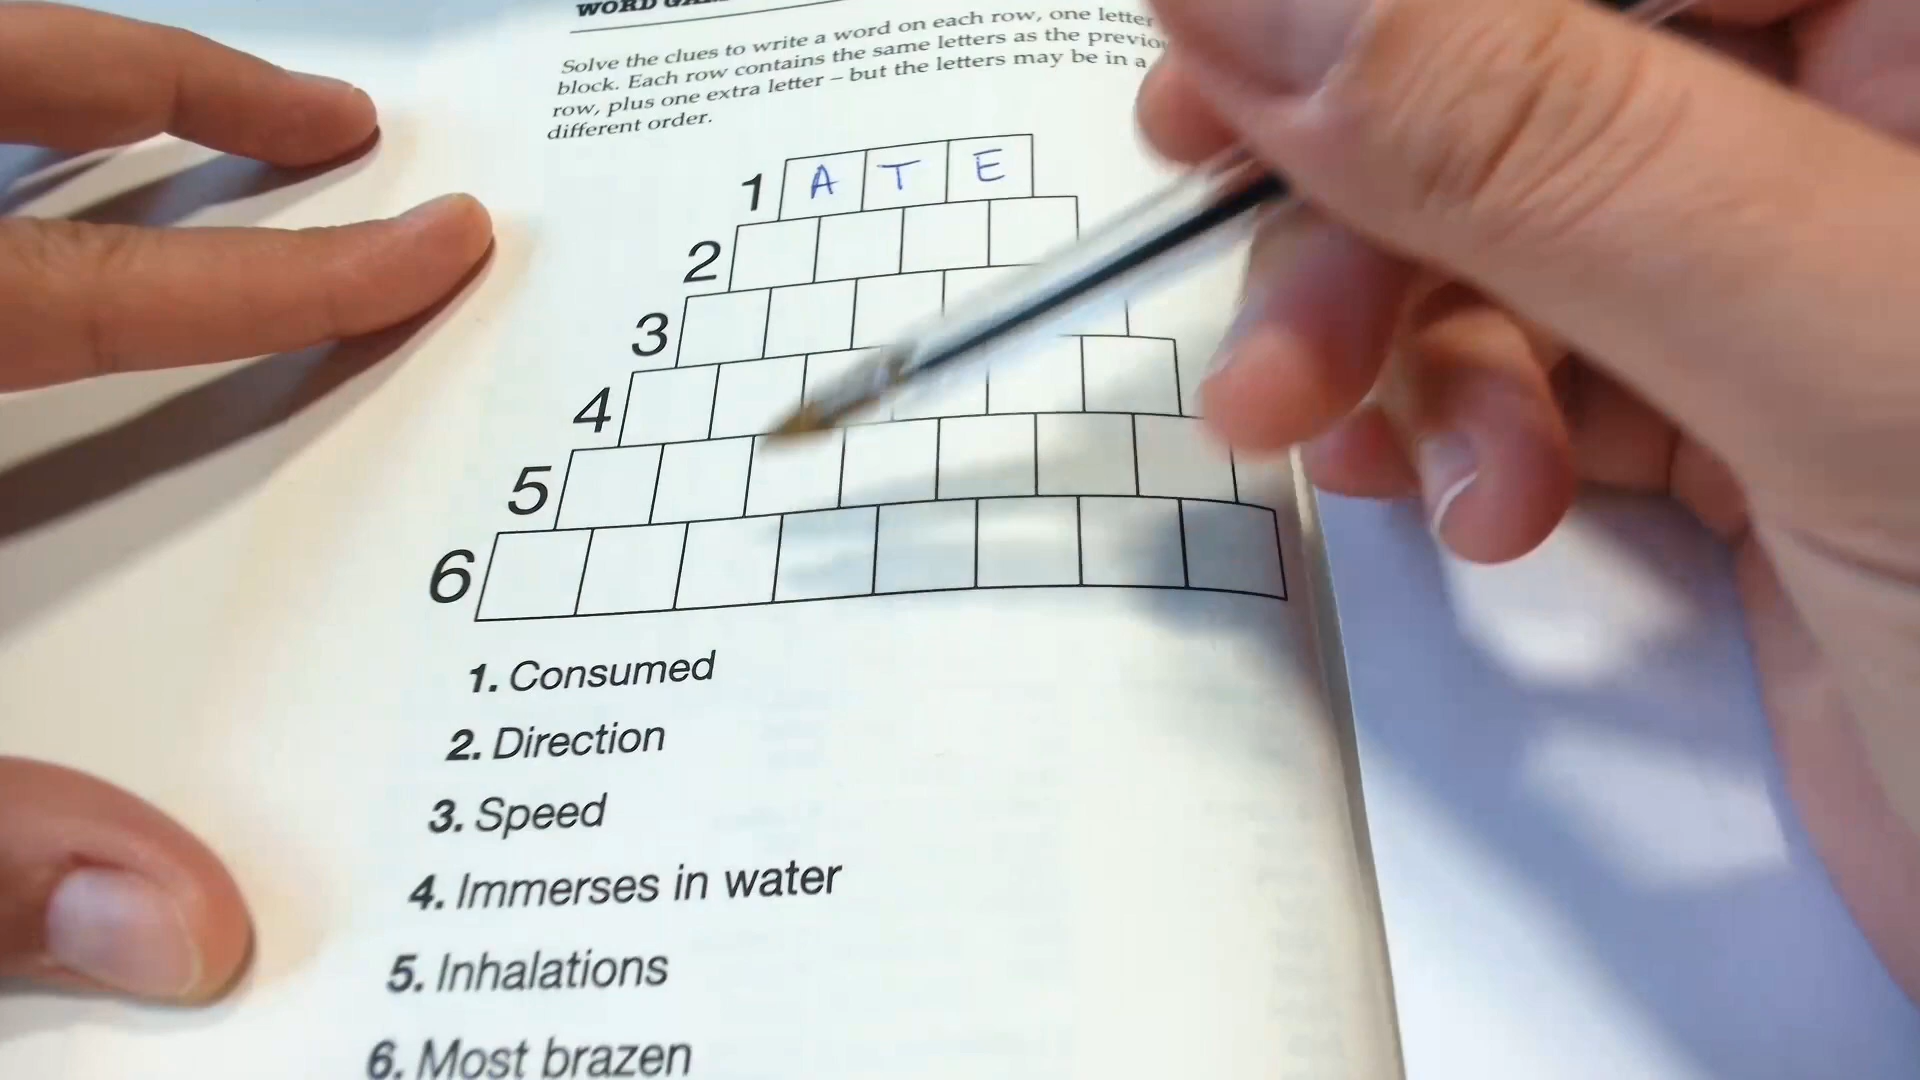 WORD
Solve the clues to write a word on each row, one letter
block. Each row contains the same letters as the
row, plus one extra letter – but the letters may be in a
different order.
1 A T E
2
3
4
5
6
1. Consumed
2. Direction
3. Speed
4. Immerses in water
5. Inhalations
6. Most brazen